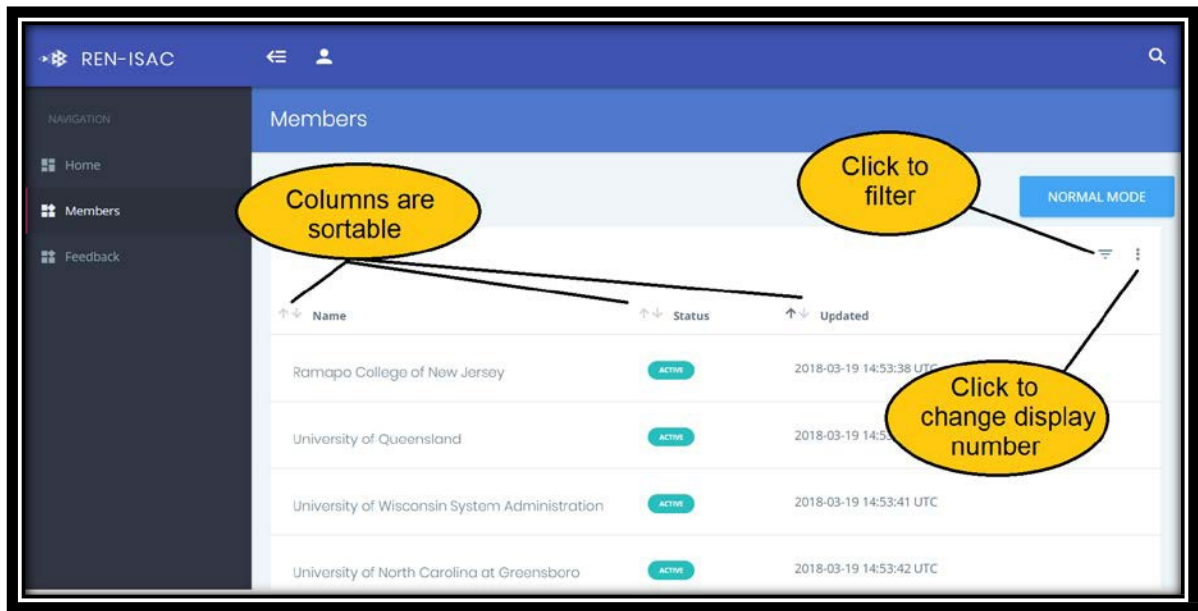 REN-ISAC
NAVIGATION
Home
Members
Feedback
Members
Click to
filter
NORMAL MODE
Columns are
sortable
Name Status Updated
Ramapo College of New Jersey ACTIVE 2018-03-19 14:53:38 UTC
Click to
change display
number
University of Queensland ACTIVE 2018-03-19
University of Wisconsin System Administration ACTIVE 2018-03-19 14:53:41 UTC
University of North Carolina at Greensboro ACTIVE 2018-03-19 14:53:42 UTC